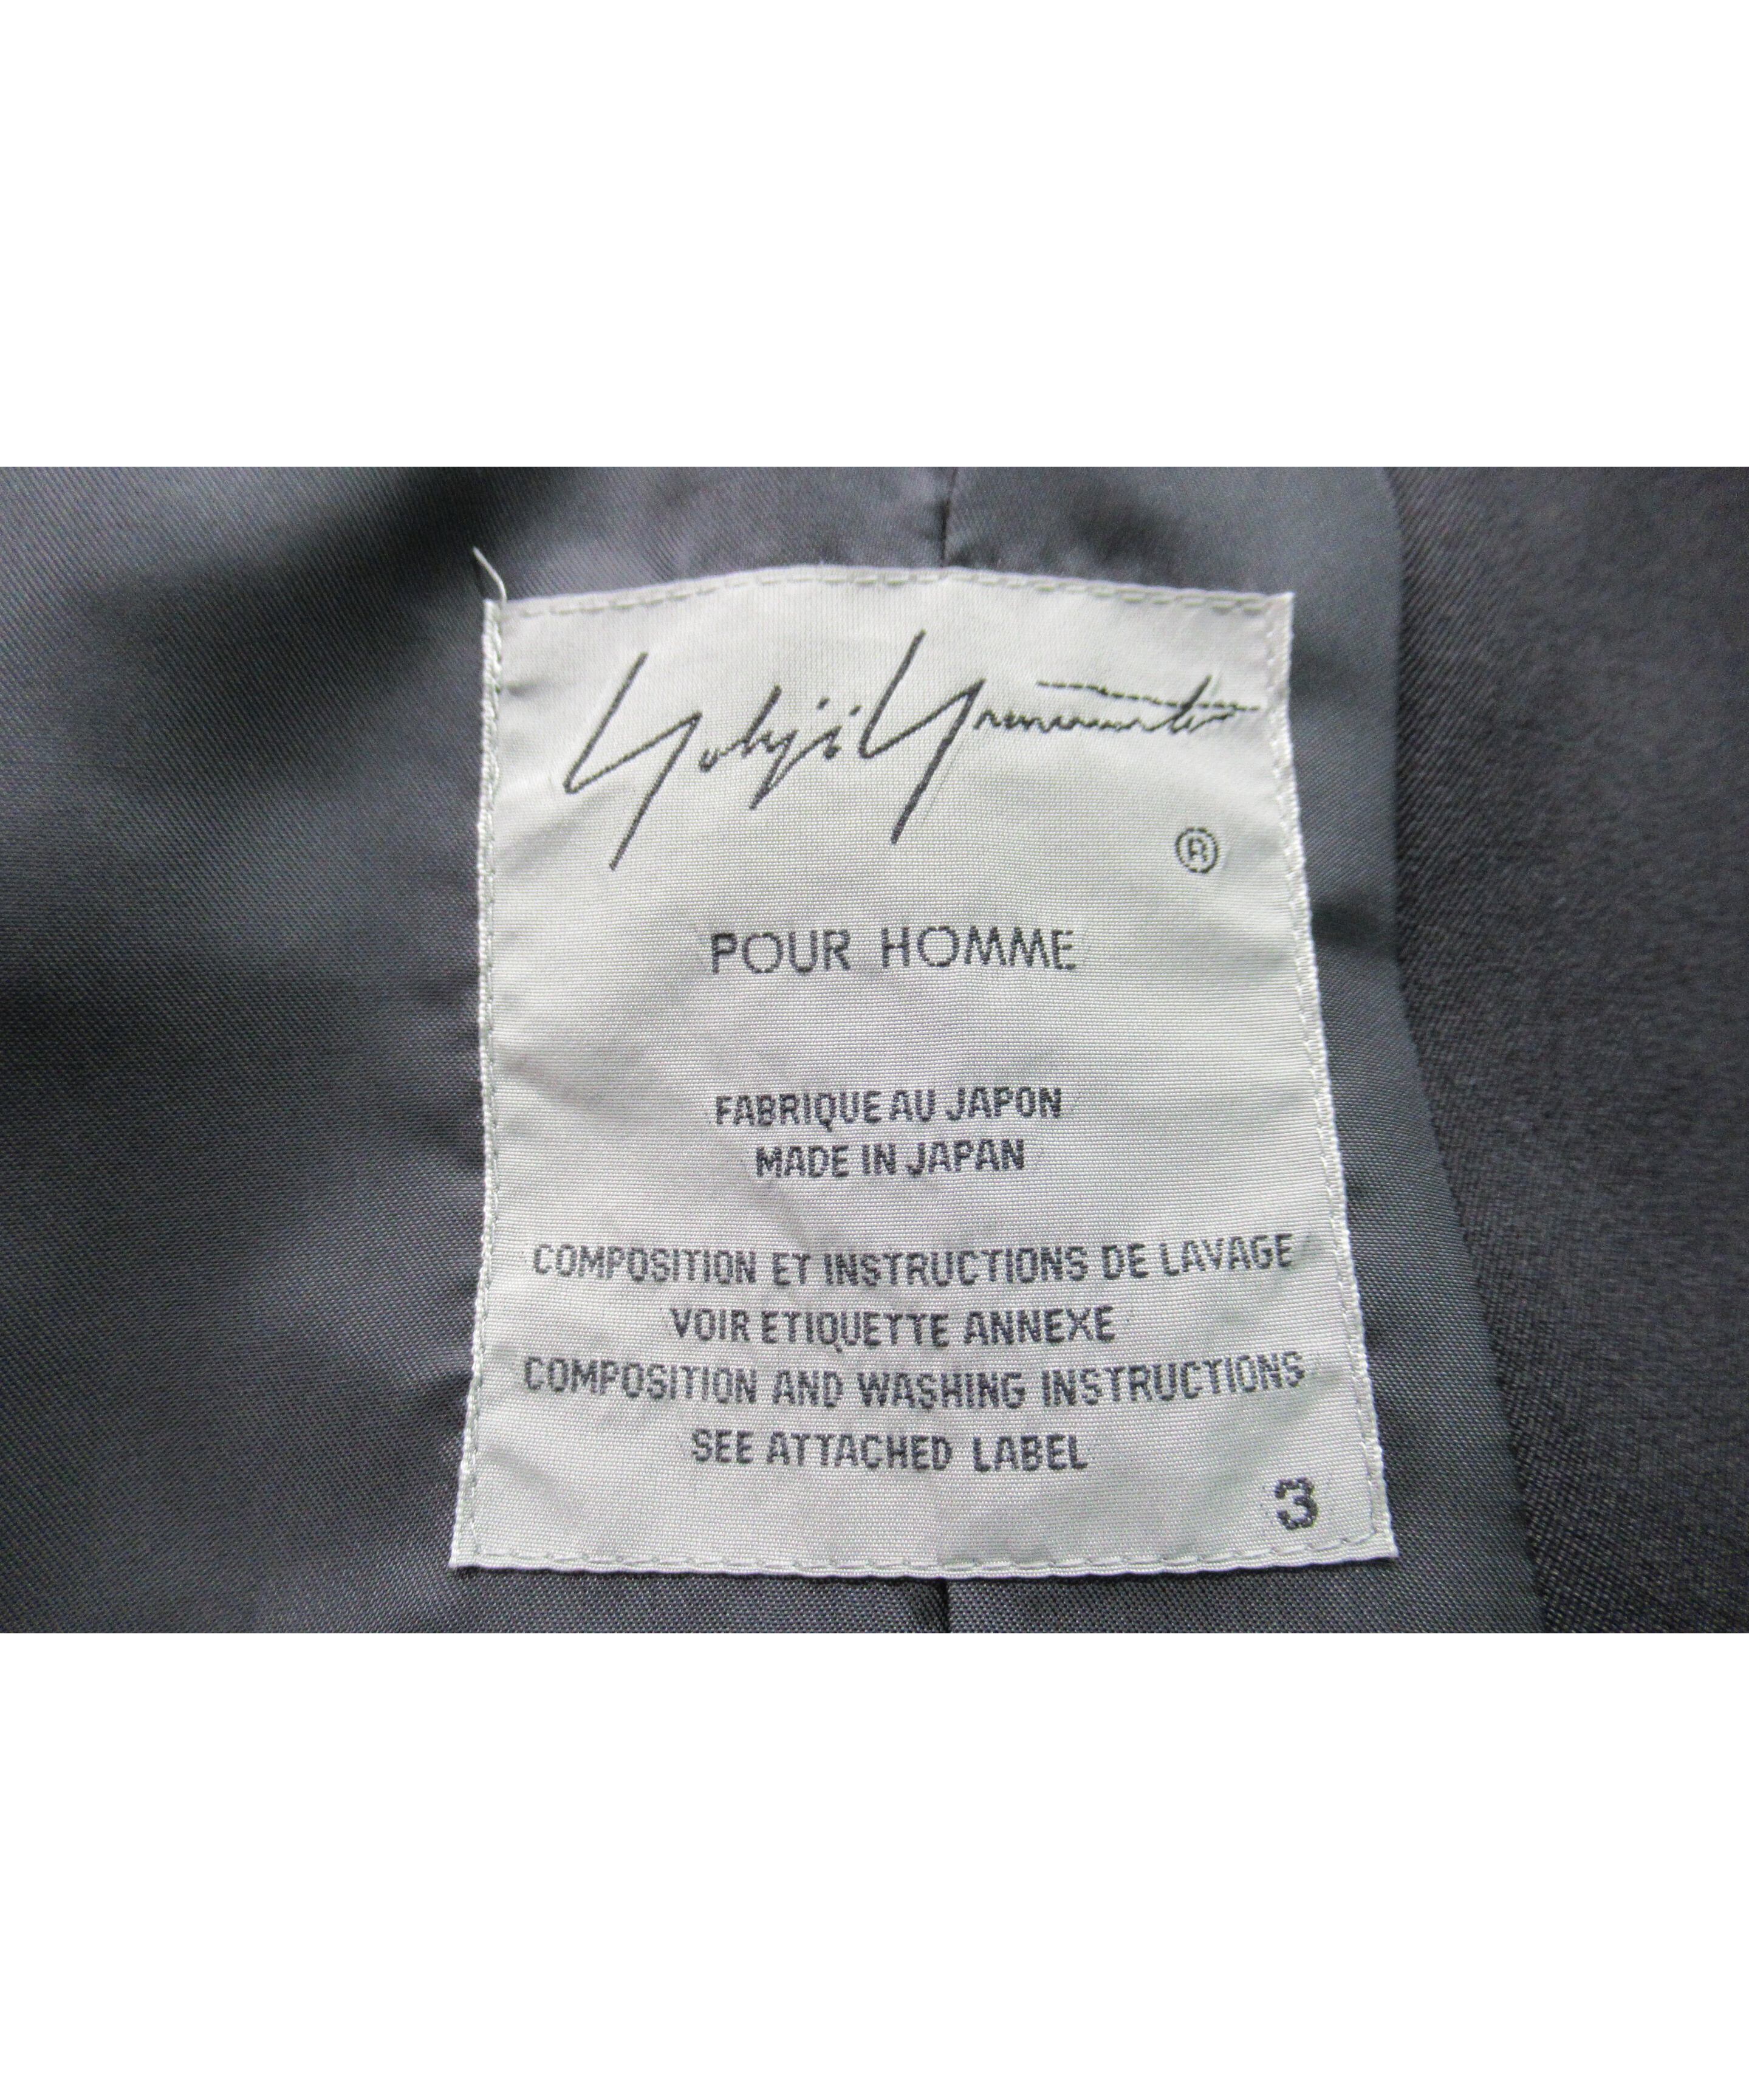 Yohji Yamamoto
®
POUR HOMME
FABRIQUE AU JAPON
MADE IN JAPAN
COMPOSITION ET INSTRUCTIONS DE LAVAGE
VOIR ETIQUETTE ANNEXE
COMPOSITION AND WASHING INSTRUCTIONS
SEE ATTACHED LABEL
3